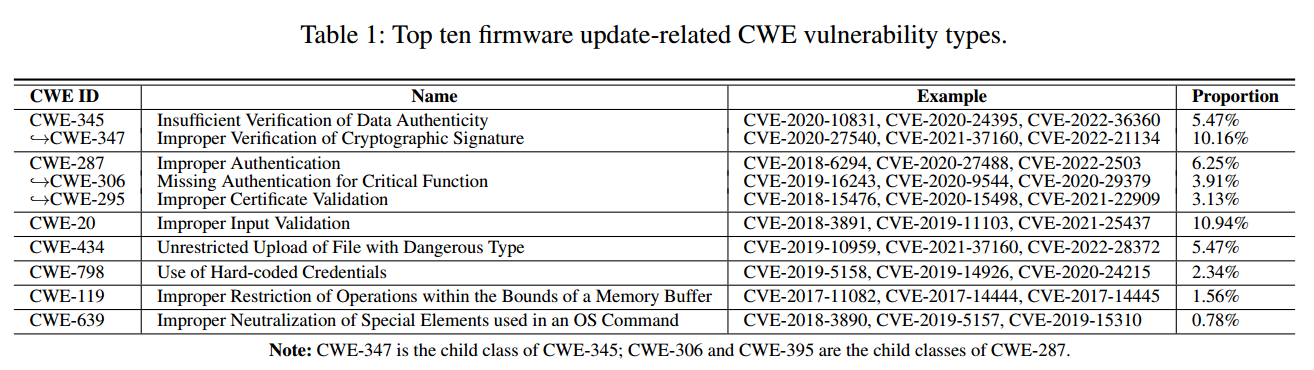 Table 1: Top ten firmware update-related CWE vulnerability types.
CWE ID Name Example Proportion
CWE-345 Insufficient Verification of Data Authenticity CVE-2020-10831, CVE-2020-24395, CVE-2022-36360 5.47%
↪CWE-347 Improper Verification of Cryptographic Signature CVE-2020-27540, CVE-2021-37160, CVE-2022-21134 10.16%
CWE-287 Improper Authentication CVE-2018-6294, CVE-2020-27488, CVE-2022-2503 6.25%
↪CWE-306 Missing Authentication for Critical Function CVE-2019-16243, CVE-2020-9544, CVE-2020-29379 3.91%
↪CWE-295 Improper Certificate Validation CVE-2018-15476, CVE-2020-15498, CVE-2021-22909 3.13%
CWE-20 Improper Input Validation CVE-2018-3891, CVE-2019-11103, CVE-2021-25437 10.94%
CWE-434 Unrestricted Upload of File with Dangerous Type CVE-2019-10959, CVE-2021-37160, CVE-2022-28372 5.47%
CWE-798 Use of Hard-coded Credentials CVE-2019-5158, CVE-2019-14926, CVE-2020-24215 2.34%
CWE-119 Improper Restriction of Operations within the Bounds of a Memory Buffer CVE-2017-11082, CVE-2017-14444, CVE-2017-14445 1.56%
CWE-639 Improper Neutralization of Special Elements used in an OS Command CVE-2018-3890, CVE-2019-5157, CVE-2019-15310 0.78%
Note: CWE-347 is the child class of CWE-345; CWE-306 and CWE-395 are the child classes of CWE-287.